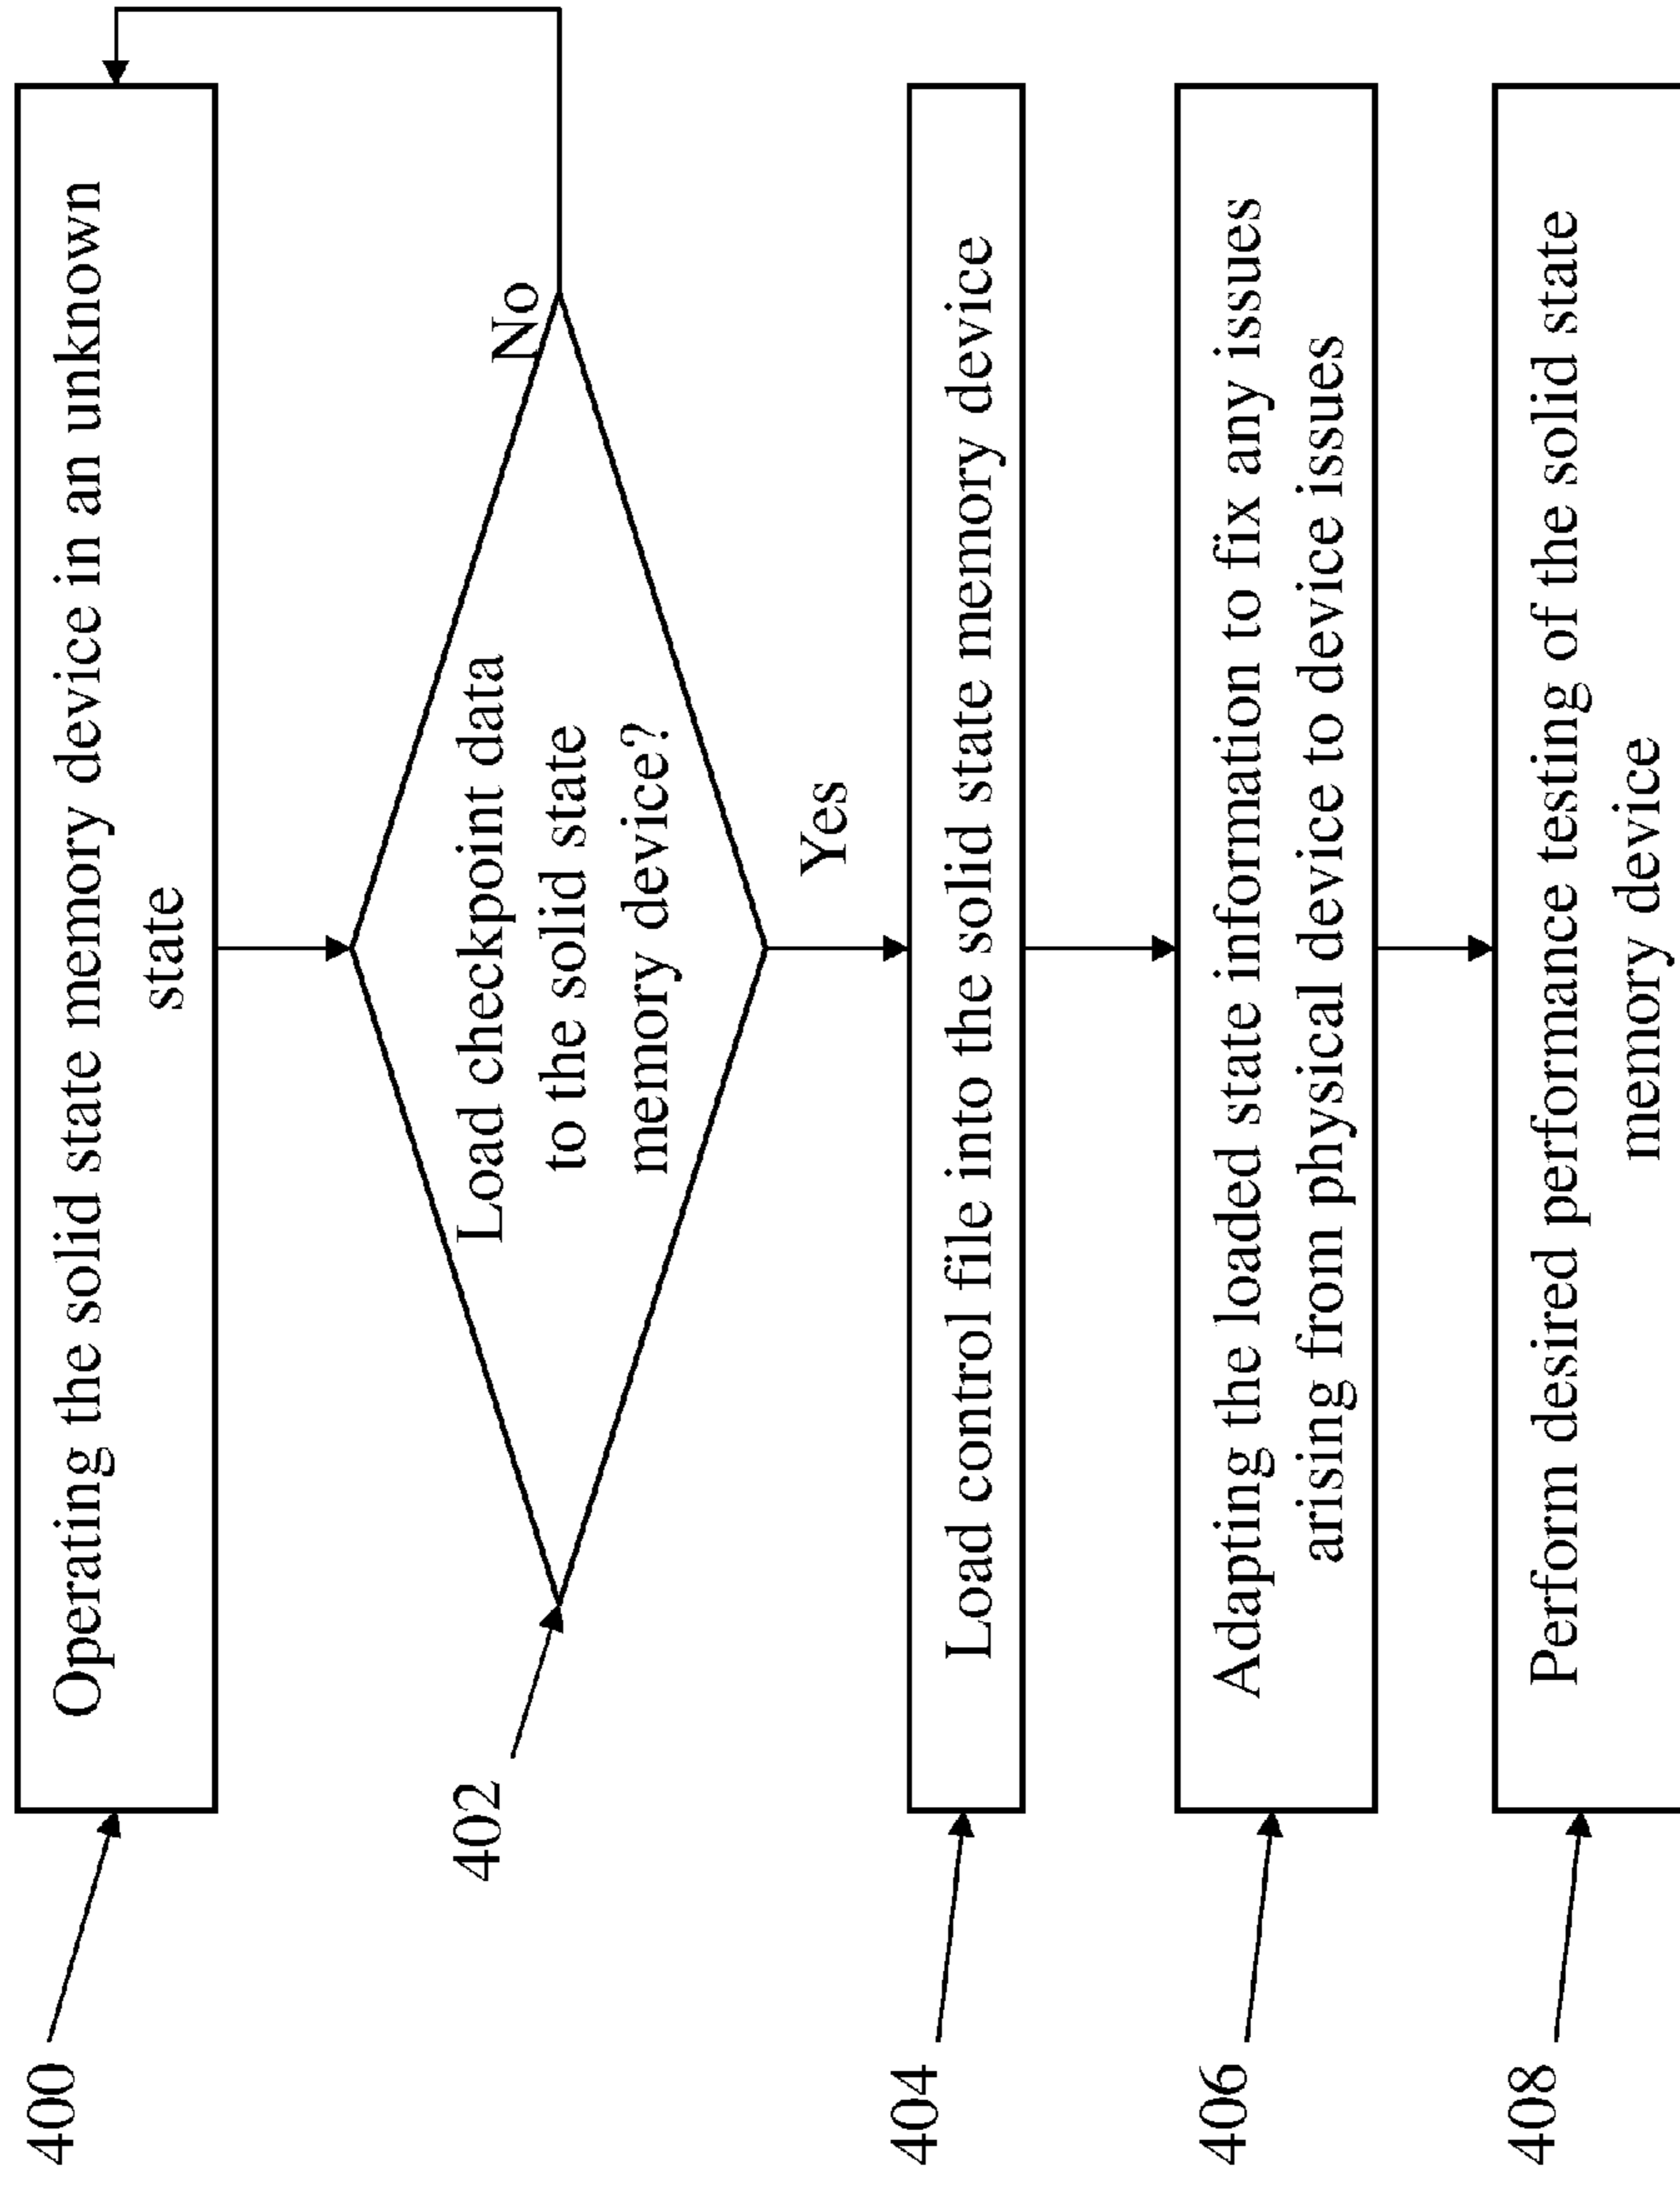 400
Operating the solid state memory device in an unknown
state
402
Load checkpoint data
to the solid state
memory device?
No
Yes
404
Load control file into the solid state memory device
406
Adapting the loaded state information to fix any issues
arising from physical device to device issues
408
Perform desired performance testing of the solid state
memory device